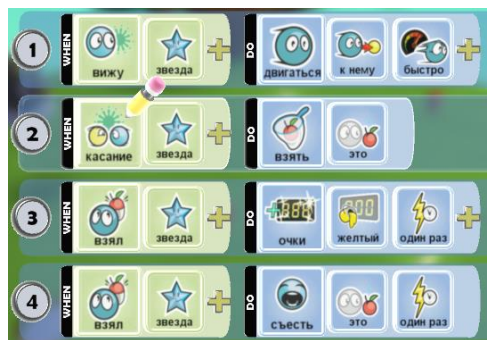 1 WHEN вижу звезда DO двигаться к нему быстро
2 WHEN касание звезда DO взять это
3 WHEN взял звезда DO очки желтый один раз
4 WHEN взял звезда DO съесть это один раз